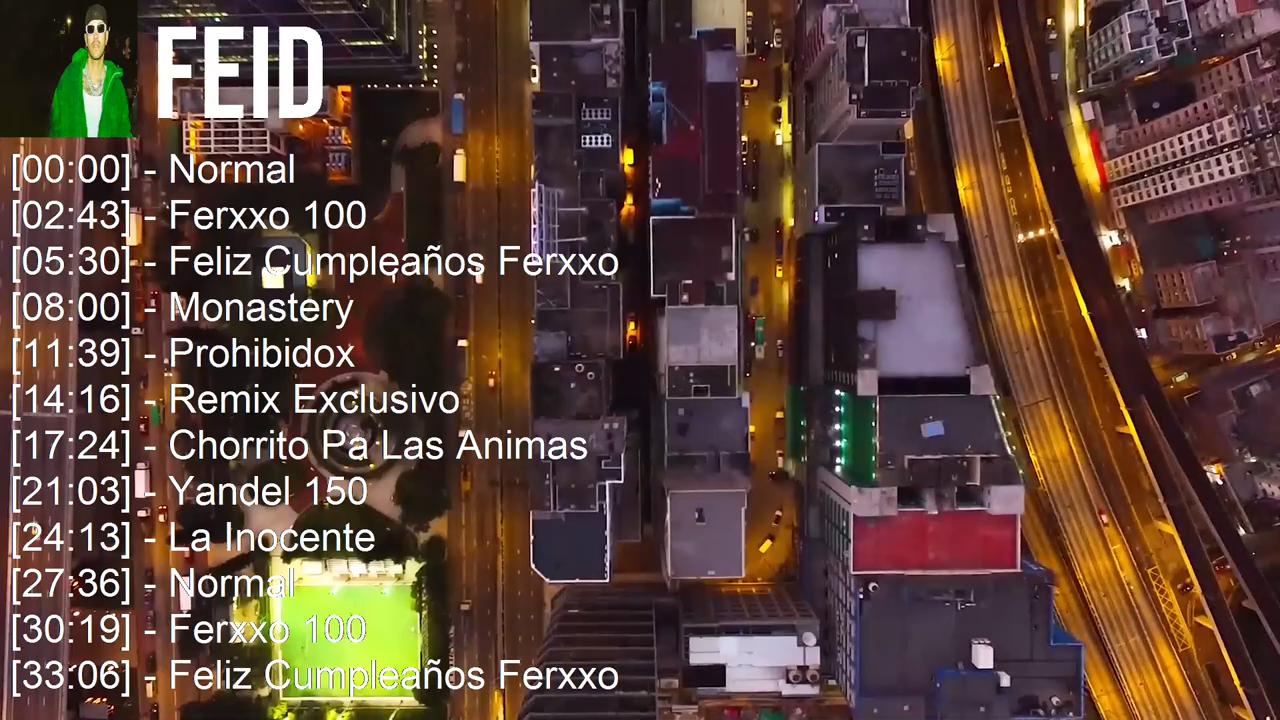 FEID
[00:00] - Normal
[02:43] - Ferxxo 100
[05:30] - Feliz Cumpleaños Ferxxo
[08:00] - Monastery
[11:39] - Prohibidox
[14:16] - Remix Exclusivo
[17:24] - Chorrito Pa Las Animas
[21:03] - Yandel 150
[24:13] - La Inocente
[27:36] - Normal
[30:19] - Ferxxo 100
[33:06] - Feliz Cumpleaños Ferxxo